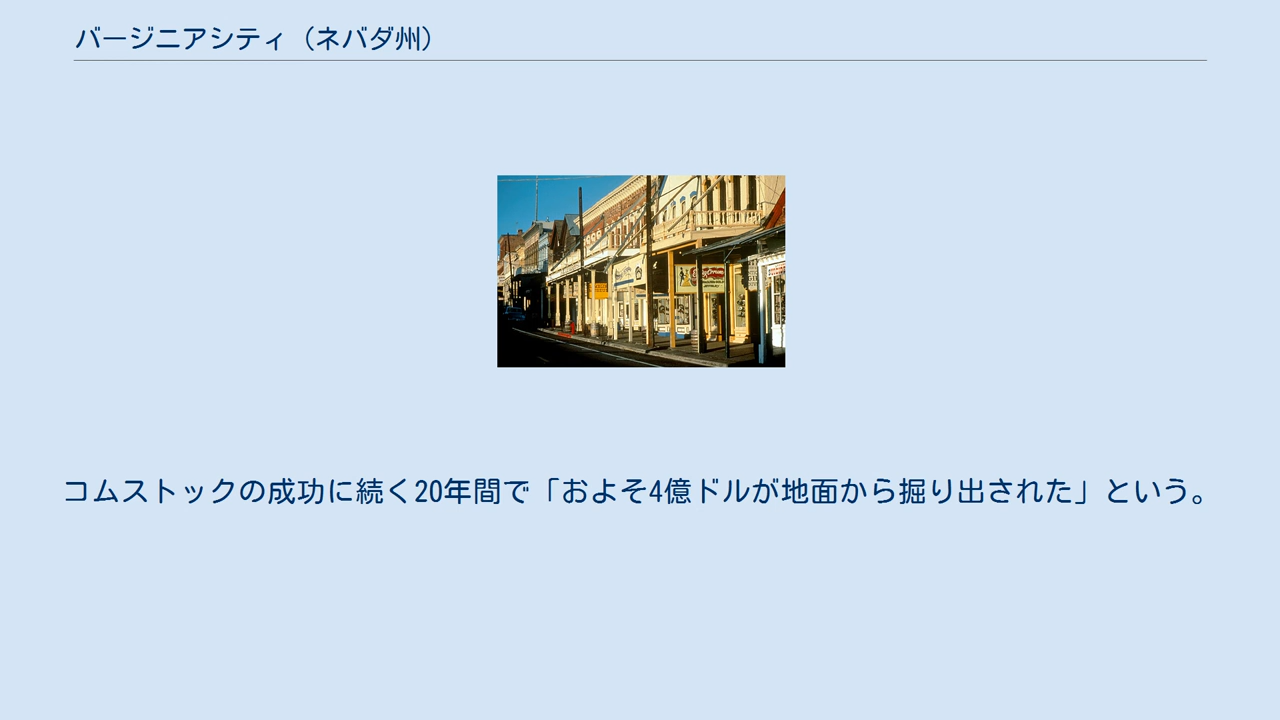 バージニアシティ（ネバダ州）
コムストックの成功に続く20年間で「およそ4億ドルが地面から掘り出された」という。